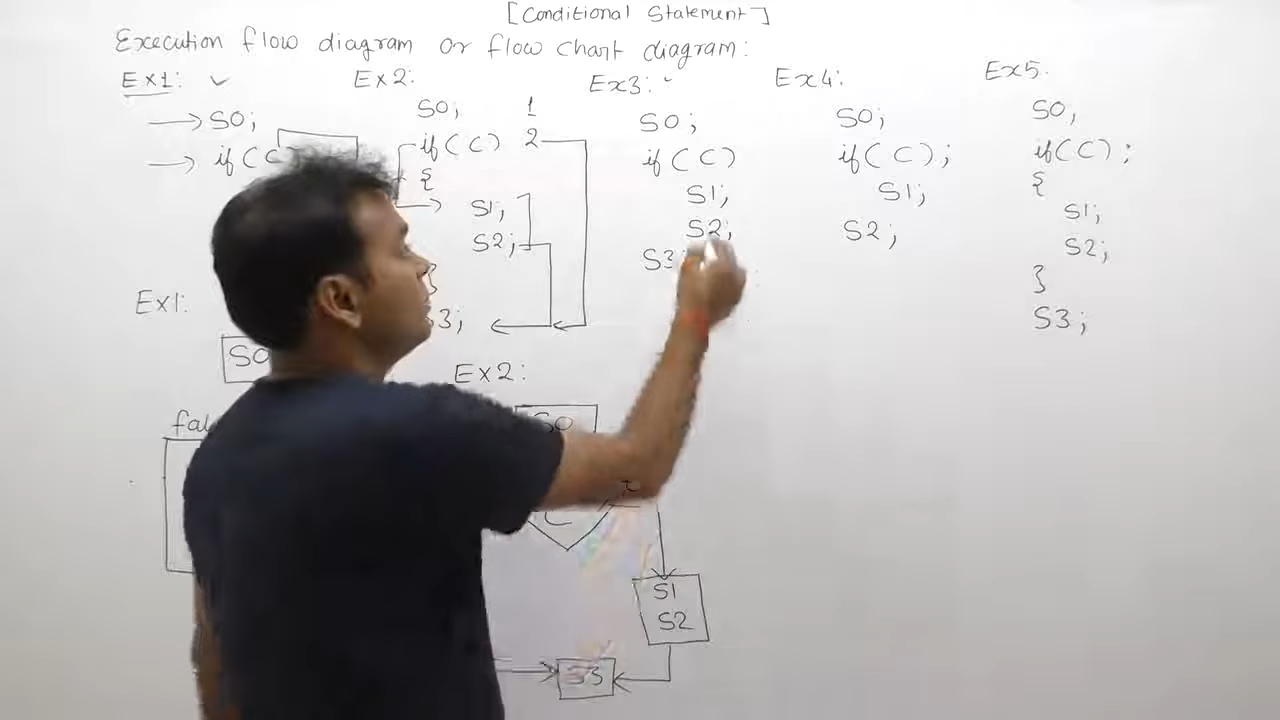 [Conditional Statement]
Execution flow diagram or flow chart diagram:
Ex1:
S0;
if(C
Ex2:
S0; 1
if(C) 2
{
S1;
S2;
}
3;
Ex3:
S0;
if(C)
S1;
S2;
S3
Ex4:
S0;
if(C);
S1;
S2;
Ex5.
S0,
if(C);
{
S1;
S2;
}
S3;
Ex1:
S0
fal
Ex2:
S0
C
S1
S2
S3